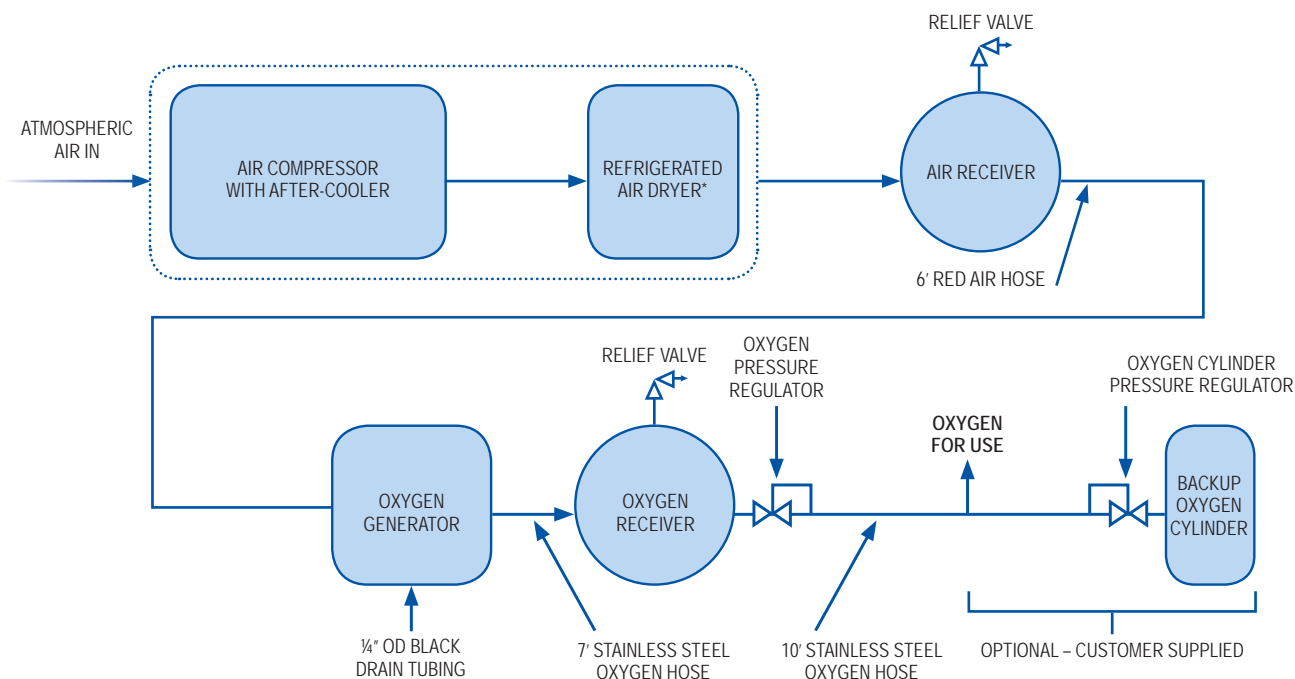 RELIEF VALVE
ATMOSPHERIC
AIR IN
AIR COMPRESSOR
WITH AFTER-COOLER
REFRIGERATED
AIR DRYER*
AIR RECEIVER
6′ RED AIR HOSE
RELIEF VALVE
OXYGEN
PRESSURE
REGULATOR
OXYGEN CYLINDER
PRESSURE REGULATOR
OXYGEN
FOR USE
OXYGEN
GENERATOR
OXYGEN
RECEIVER
BACKUP
OXYGEN
CYLINDER
¼″ OD BLACK
DRAIN TUBING
7′ STAINLESS STEEL
OXYGEN HOSE
10′ STAINLESS STEEL
OXYGEN HOSE
OPTIONAL – CUSTOMER SUPPLIED